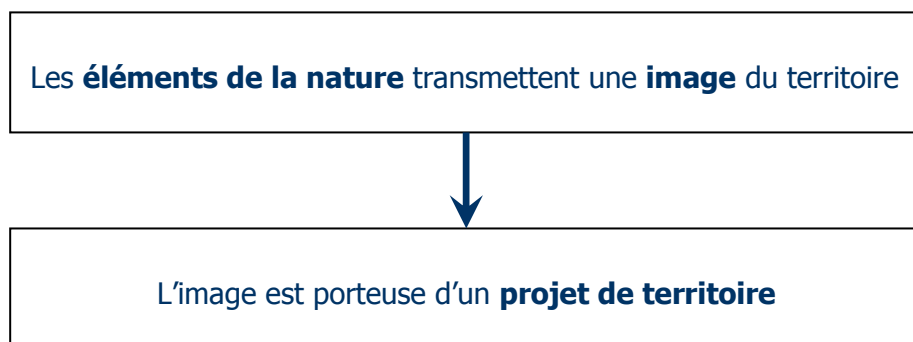 Les éléments de la nature transmettent une image du territoire
L’image est porteuse d’un projet de territoire